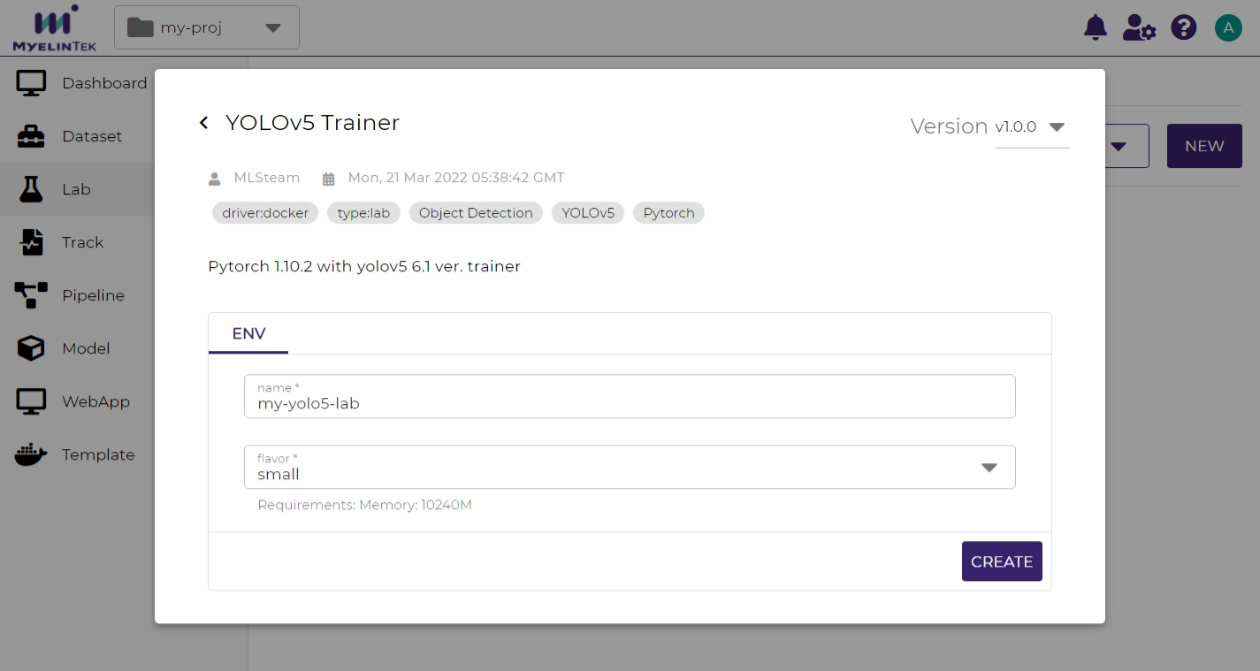 MYELINTEK
my-proj
A
Dashboard
Dataset
Lab
Track
Pipeline
Model
WebApp
Template
NEW
YOLOv5 Trainer
Version v1.0.0
MLSteam Mon, 21 Mar 2022 05:38:42 GMT
driver:docker type:lab Object Detection YOLOv5 Pytorch
Pytorch 1.10.2 with yolov5 6.1 ver. trainer
ENV
name *
my-yolo5-lab
flavor *
small
Requirements: Memory: 10240M
CREATE